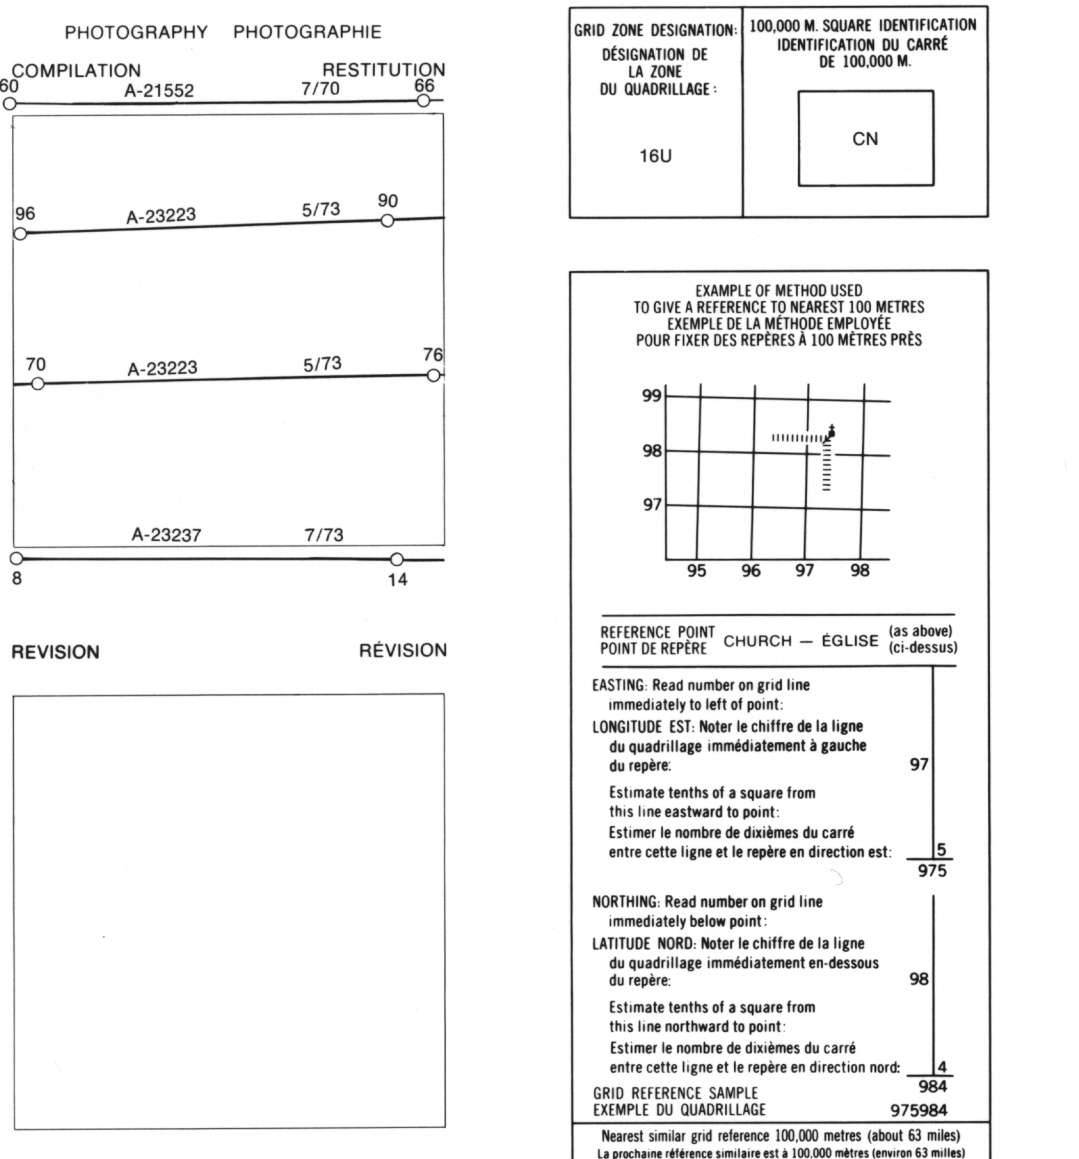 PHOTOGRAPHY PHOTOGRAPHIE
COMPILATION RESTITUTION
60 A-21552 7/70 66
96 A-23223 5/73 90
70 A-23223 5/73 76
A-23237 7/73
8 14
REVISION RÉVISION
GRID ZONE DESIGNATION:
DÉSIGNATION DE
LA ZONE
DU QUADRILLAGE :
16U
100,000 M. SQUARE IDENTIFICATION
IDENTIFICATION DU CARRÉ
DE 100,000 M.
CN
EXAMPLE OF METHOD USED
TO GIVE A REFERENCE TO NEAREST 100 METRES
EXEMPLE DE LA MÉTHODE EMPLOYÉE
POUR FIXER DES REPÈRES À 100 MÈTRES PRÈS
99
98
97
95 96 97 98
REFERENCE POINT
POINT DE REPÈRE
CHURCH — ÉGLISE
(as above)
(ci-dessus)
EASTING: Read number on grid line
immediately to left of point:
LONGITUDE EST: Noter le chiffre de la ligne
du quadrillage immédiatement à gauche
du repère: 97
Estimate tenths of a square from
this line eastward to point:
Estimer le nombre de dixièmes du carré
entre cette ligne et le repère en direction est: 5
975
NORTHING: Read number on grid line
immediately below point:
LATITUDE NORD: Noter le chiffre de la ligne
du quadrillage immédiatement en-dessous
du repère: 98
Estimate tenths of a square from
this line northward to point:
Estimer le nombre de dixièmes du carré
entre cette ligne et le repère en direction nord: 4
984
GRID REFERENCE SAMPLE
EXEMPLE DU QUADRILLAGE 975984
Nearest similar grid reference 100,000 metres (about 63 miles)
La prochaine référence similaire est à 100,000 mètres (environ 63 milles)